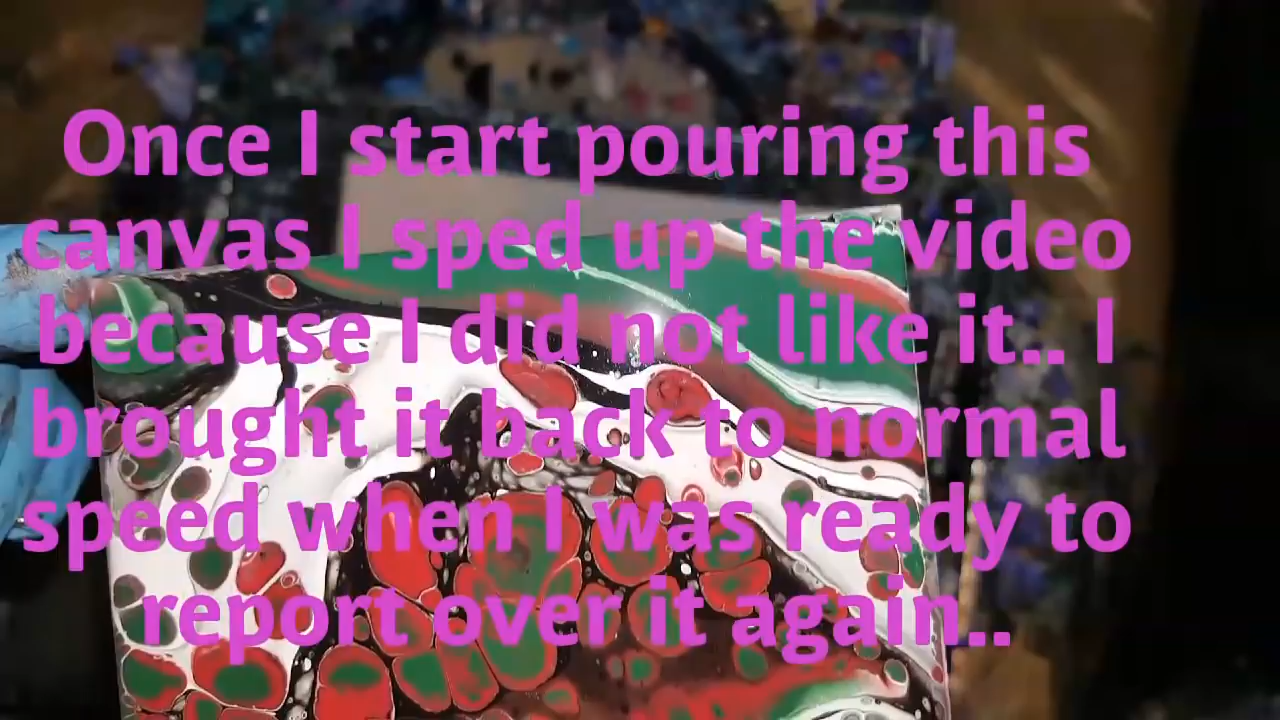 Once I start pouring this
canvas I sped up the video
because I did not like it.. I
brought it back to normal
speed when I was ready to
report over it again..